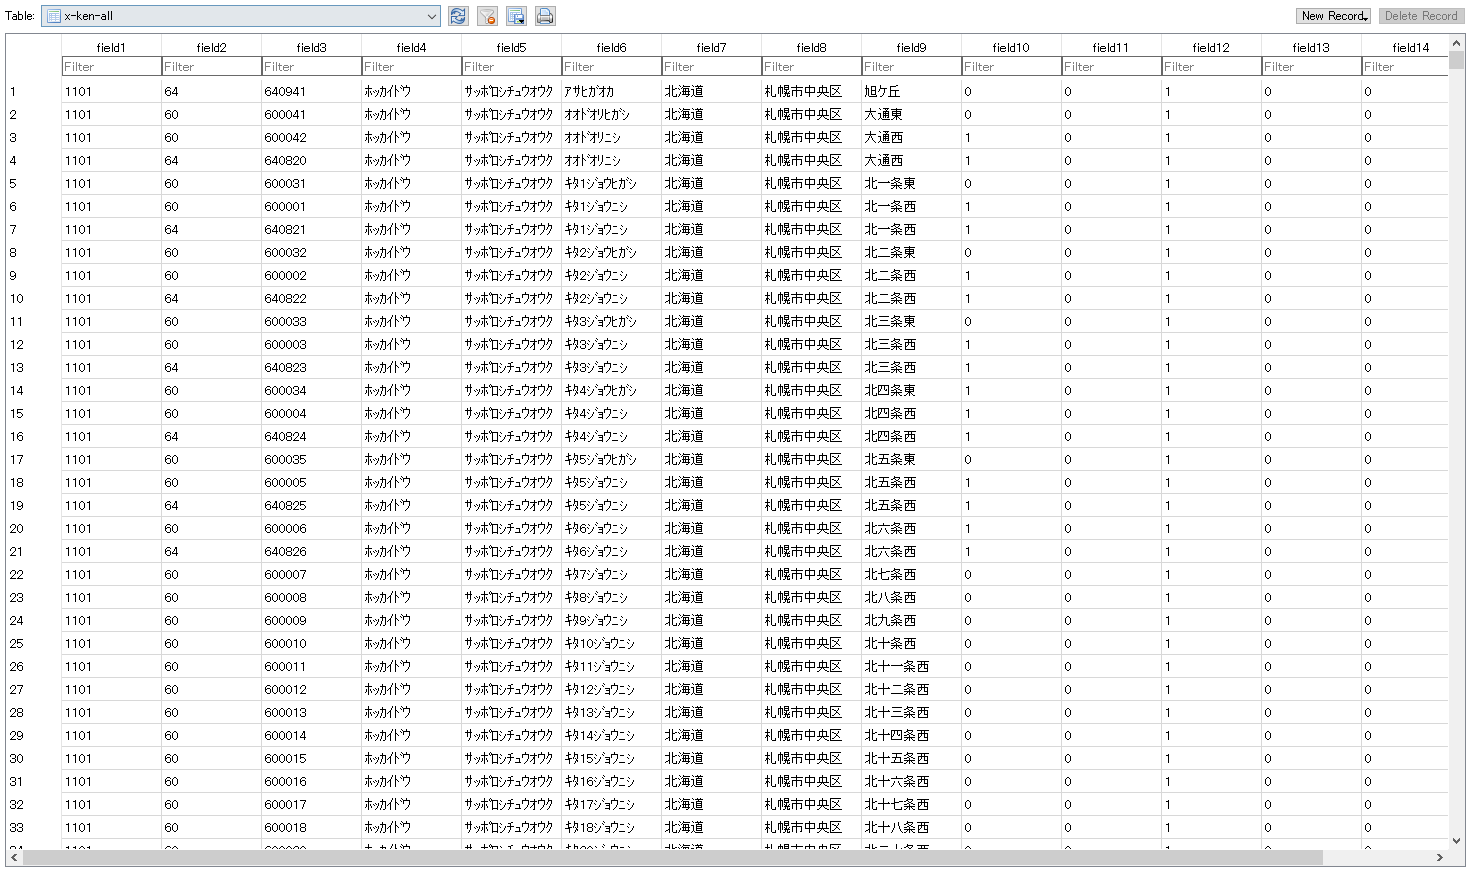 Table: x-ken-all New Record Delete Record
field1 field2 field3 field4 field5 field6 field7 field8 field9 field10 field11 field12 field13 field14
Filter Filter Filter Filter Filter Filter Filter Filter Filter Filter Filter Filter Filter Filter
1 1101 64 640941 ホッカイドウ サッポロシチュウオウク アサヒガオカ 北海道 札幌市中央区 旭ケ丘 0 0 1 0 0
2 1101 60 600041 ホッカイドウ サッポロシチュウオウク オオドオリヒガシ 北海道 札幌市中央区 大通東 0 0 1 0 0
3 1101 60 600042 ホッカイドウ サッポロシチュウオウク オオドオリニシ 北海道 札幌市中央区 大通西 1 0 1 0 0
4 1101 64 640820 ホッカイドウ サッポロシチュウオウク オオドオリニシ 北海道 札幌市中央区 大通西 1 0 1 0 0
5 1101 60 600031 ホッカイドウ サッポロシチュウオウク キタ1ジョウヒガシ 北海道 札幌市中央区 北一条東 0 0 1 0 0
6 1101 60 600001 ホッカイドウ サッポロシチュウオウク キタ1ジョウニシ 北海道 札幌市中央区 北一条西 1 0 1 0 0
7 1101 64 640821 ホッカイドウ サッポロシチュウオウク キタ1ジョウニシ 北海道 札幌市中央区 北一条西 1 0 1 0 0
8 1101 60 600032 ホッカイドウ サッポロシチュウオウク キタ2ジョウヒガシ 北海道 札幌市中央区 北二条東 0 0 1 0 0
9 1101 60 600002 ホッカイドウ サッポロシチュウオウク キタ2ジョウニシ 北海道 札幌市中央区 北二条西 1 0 1 0 0
10 1101 64 640822 ホッカイドウ サッポロシチュウオウク キタ2ジョウニシ 北海道 札幌市中央区 北二条西 1 0 1 0 0
11 1101 60 600033 ホッカイドウ サッポロシチュウオウク キタ3ジョウヒガシ 北海道 札幌市中央区 北三条東 0 0 1 0 0
12 1101 60 600003 ホッカイドウ サッポロシチュウオウク キタ3ジョウニシ 北海道 札幌市中央区 北三条西 1 0 1 0 0
13 1101 64 640823 ホッカイドウ サッポロシチュウオウク キタ3ジョウニシ 北海道 札幌市中央区 北三条西 1 0 1 0 0
14 1101 60 600034 ホッカイドウ サッポロシチュウオウク キタ4ジョウヒガシ 北海道 札幌市中央区 北四条東 1 0 1 0 0
15 1101 60 600004 ホッカイドウ サッポロシチュウオウク キタ4ジョウニシ 北海道 札幌市中央区 北四条西 1 0 1 0 0
16 1101 64 640824 ホッカイドウ サッポロシチュウオウク キタ4ジョウニシ 北海道 札幌市中央区 北四条西 1 0 1 0 0
17 1101 60 600035 ホッカイドウ サッポロシチュウオウク キタ5ジョウヒガシ 北海道 札幌市中央区 北五条東 0 0 1 0 0
18 1101 60 600005 ホッカイドウ サッポロシチュウオウク キタ5ジョウニシ 北海道 札幌市中央区 北五条西 1 0 1 0 0
19 1101 64 640825 ホッカイドウ サッポロシチュウオウク キタ5ジョウニシ 北海道 札幌市中央区 北五条西 1 0 1 0 0
20 1101 60 600006 ホッカイドウ サッポロシチュウオウク キタ6ジョウニシ 北海道 札幌市中央区 北六条西 1 0 1 0 0
21 1101 64 640826 ホッカイドウ サッポロシチュウオウク キタ6ジョウニシ 北海道 札幌市中央区 北六条西 1 0 1 0 0
22 1101 60 600007 ホッカイドウ サッポロシチュウオウク キタ7ジョウニシ 北海道 札幌市中央区 北七条西 0 0 1 0 0
23 1101 60 600008 ホッカイドウ サッポロシチュウオウク キタ8ジョウニシ 北海道 札幌市中央区 北八条西 0 0 1 0 0
24 1101 60 600009 ホッカイドウ サッポロシチュウオウク キタ9ジョウニシ 北海道 札幌市中央区 北九条西 0 0 1 0 0
25 1101 60 600010 ホッカイドウ サッポロシチュウオウク キタ10ジョウニシ 北海道 札幌市中央区 北十条西 0 0 1 0 0
26 1101 60 600011 ホッカイドウ サッポロシチュウオウク キタ11ジョウニシ 北海道 札幌市中央区 北十一条西 0 0 1 0 0
27 1101 60 600012 ホッカイドウ サッポロシチュウオウク キタ12ジョウニシ 北海道 札幌市中央区 北十二条西 0 0 1 0 0
28 1101 60 600013 ホッカイドウ サッポロシチュウオウク キタ13ジョウニシ 北海道 札幌市中央区 北十三条西 0 0 1 0 0
29 1101 60 600014 ホッカイドウ サッポロシチュウオウク キタ14ジョウニシ 北海道 札幌市中央区 北十四条西 0 0 1 0 0
30 1101 60 600015 ホッカイドウ サッポロシチュウオウク キタ15ジョウニシ 北海道 札幌市中央区 北十五条西 0 0 1 0 0
31 1101 60 600016 ホッカイドウ サッポロシチュウオウク キタ16ジョウニシ 北海道 札幌市中央区 北十六条西 0 0 1 0 0
32 1101 60 600017 ホッカイドウ サッポロシチュウオウク キタ17ジョウニシ 北海道 札幌市中央区 北十七条西 0 0 1 0 0
33 1101 60 600018 ホッカイドウ サッポロシチュウオウク キタ18ジョウニシ 北海道 札幌市中央区 北十八条西 0 0 1 0 0